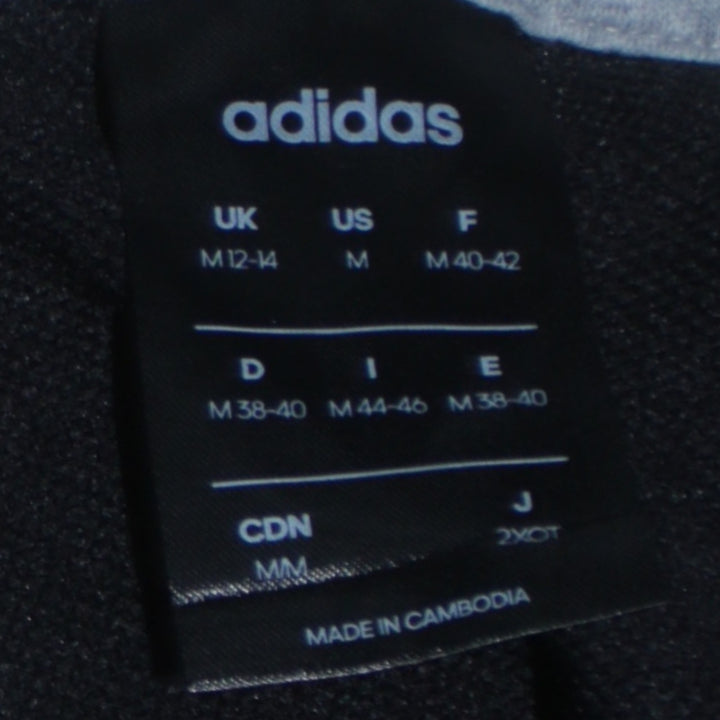 adidas
UK US F
M 12-14 M M 40-42
D I E
M 38-40 M 44-46 M 38-40
CDN J
M/M 2XOT
MADE IN CAMBODIA